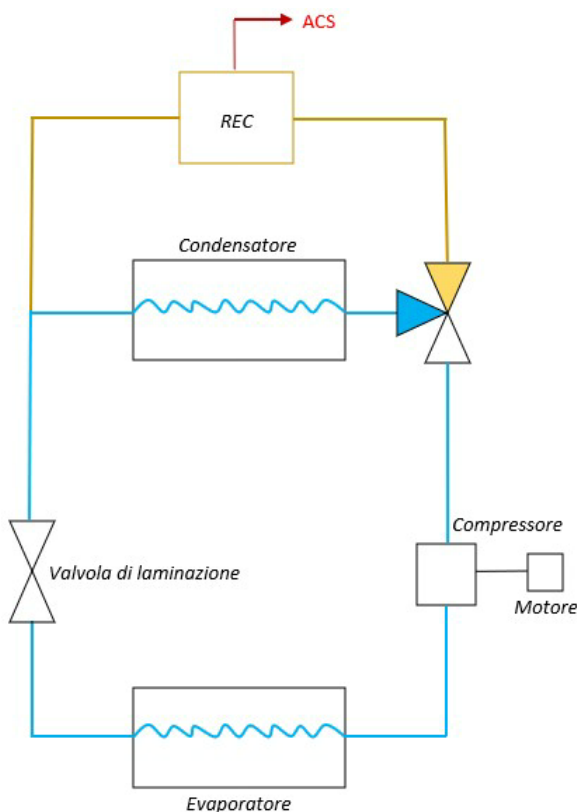 ACS
REC
Condensatore
Compressore
Valvola di laminazione
Motore
Evaporatore